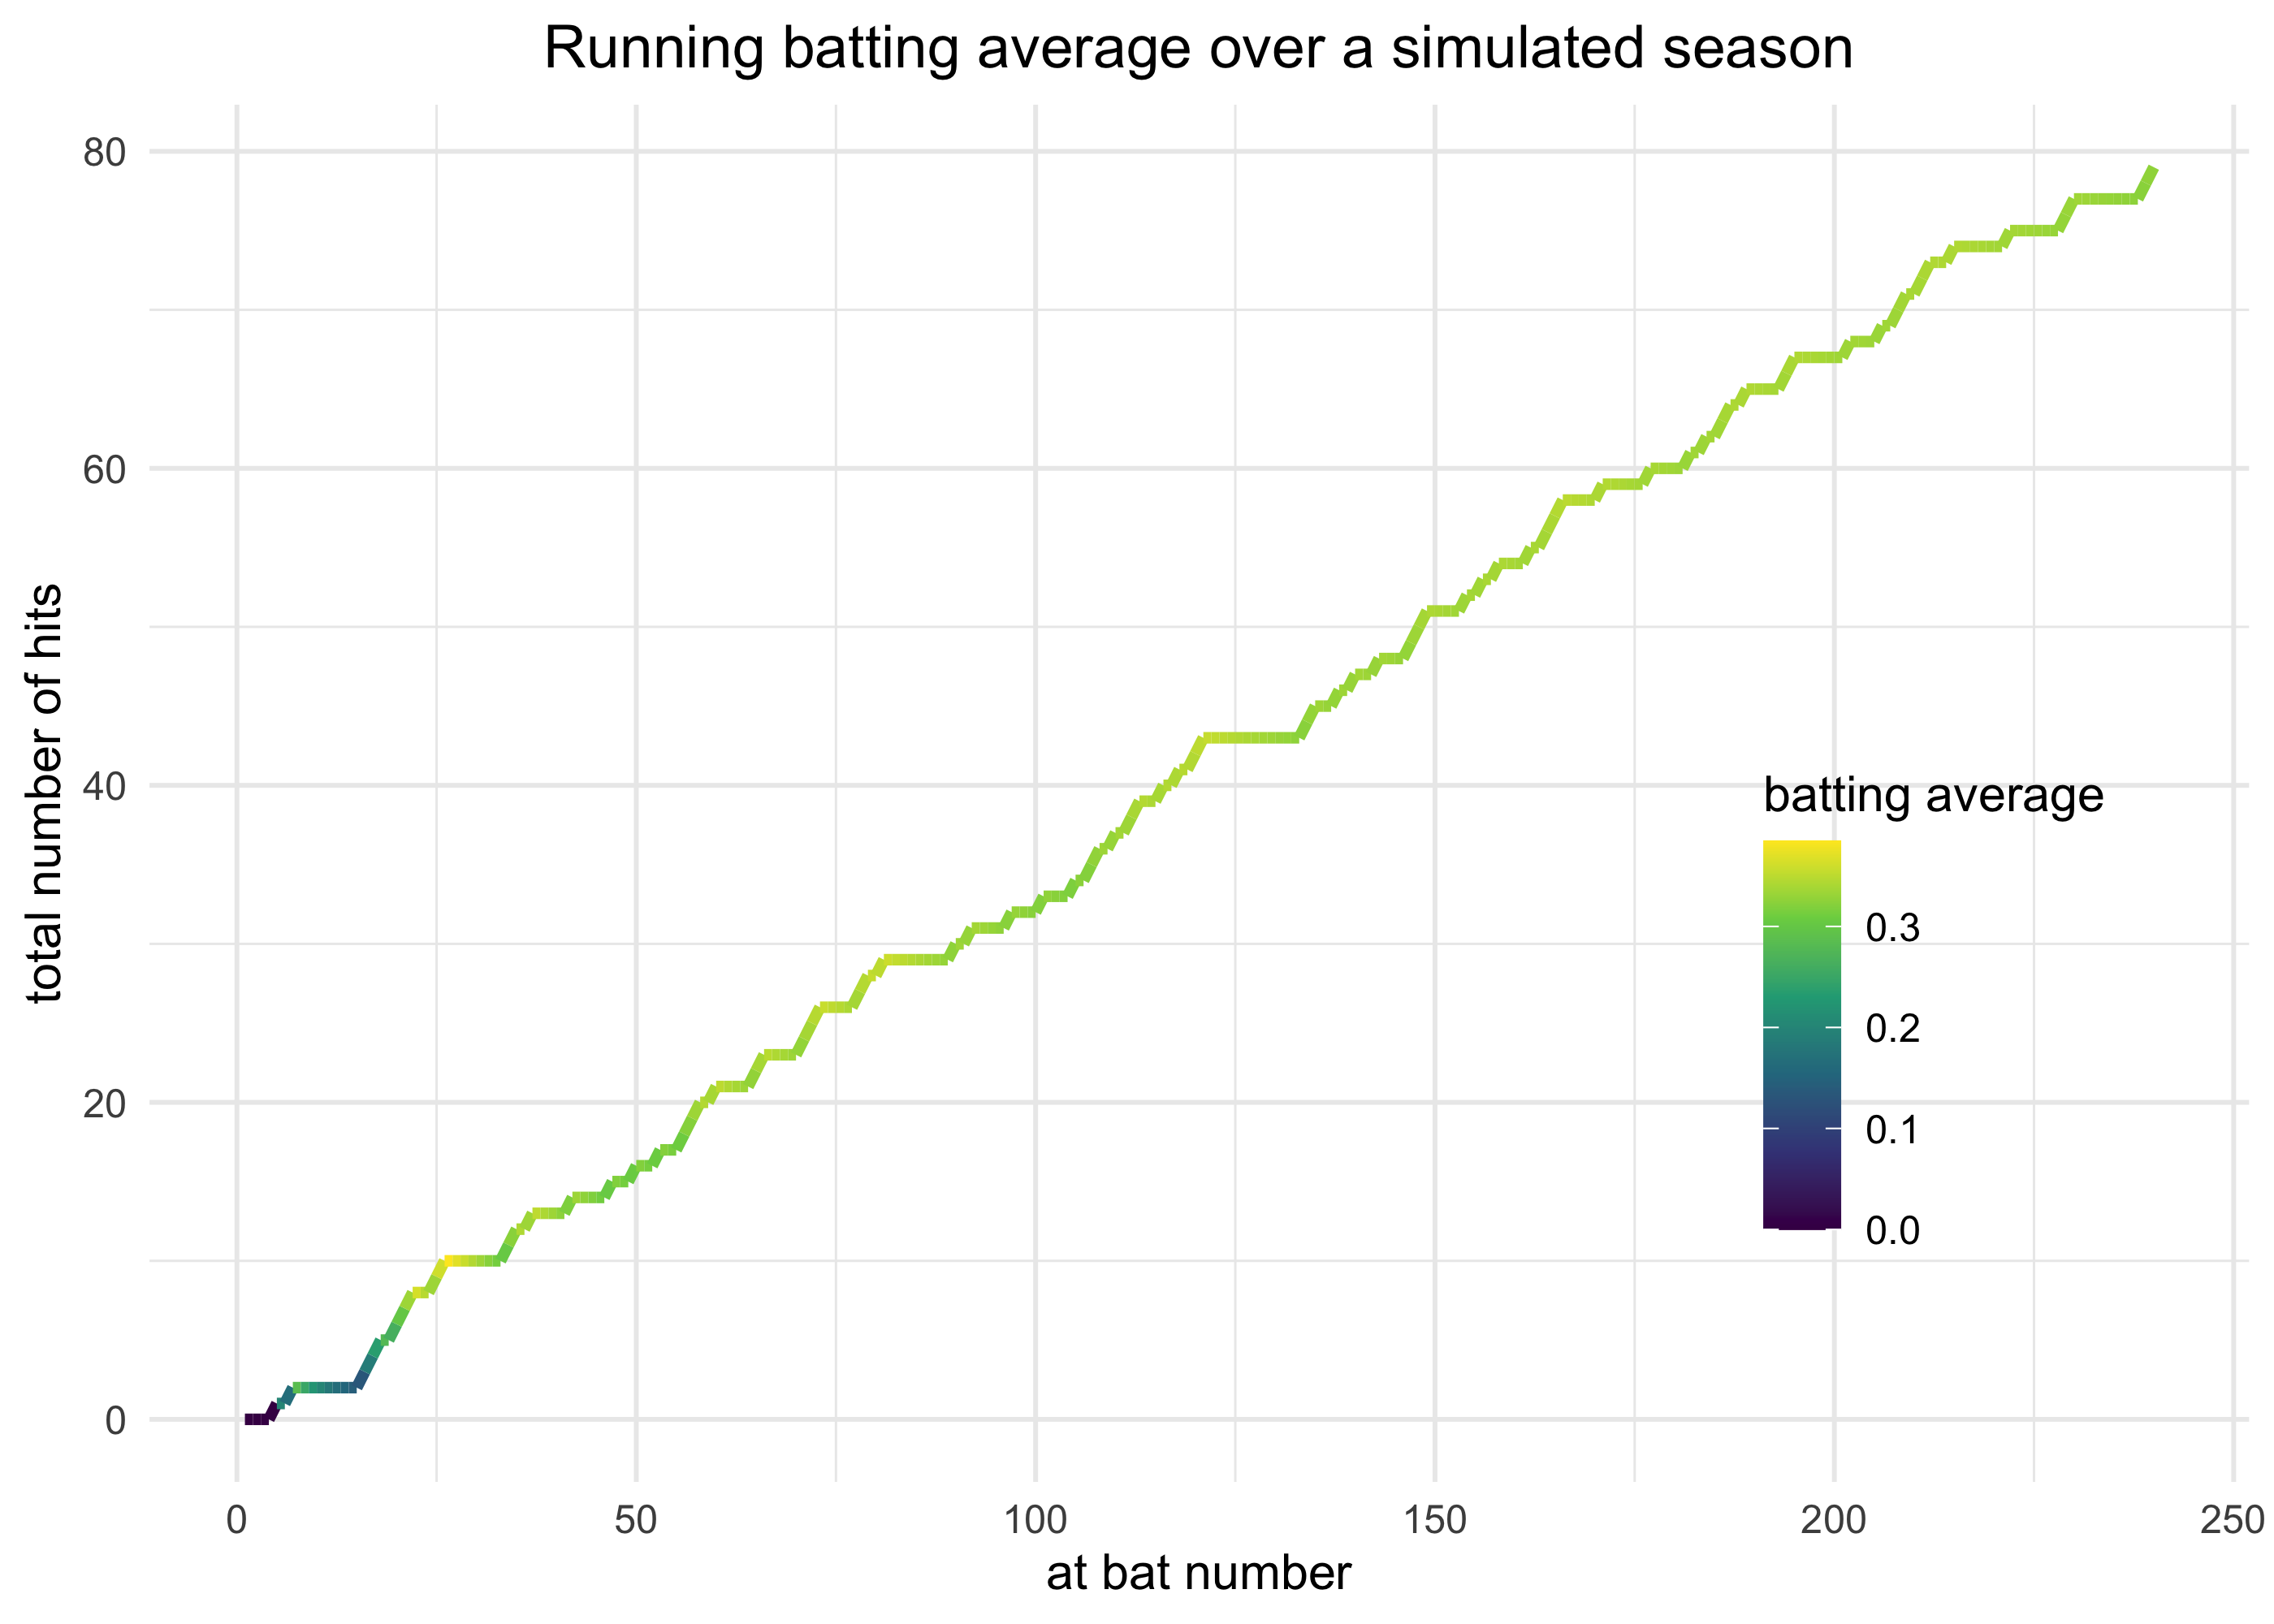 Running batting average over a simulated season
80
60
40
20
0
total number of hits
batting average
0.3
0.2
0.1
0.0
0 50 100 150 200 250
at bat number